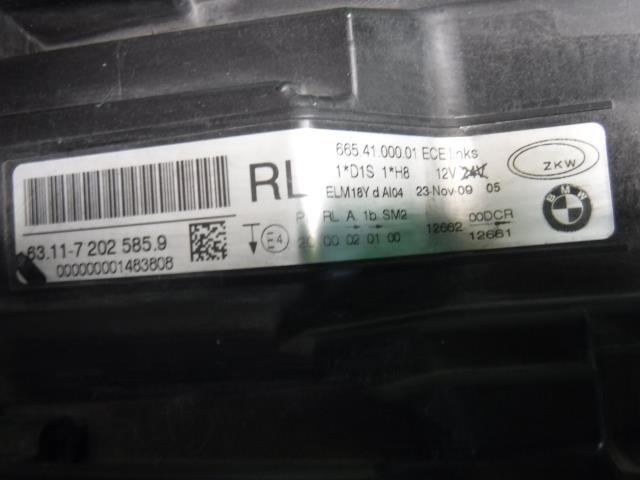 665.41.000.01 ECE links
1*D1S 1*H8 12V 24V
RL
ELM18Y d Al04 23-Nov-09 05
ZKW
BMW
RL A 1b SM2
00DCR
12662
12661
E4
00 02 01 00
63.11-7 202 585.9
000000001483808